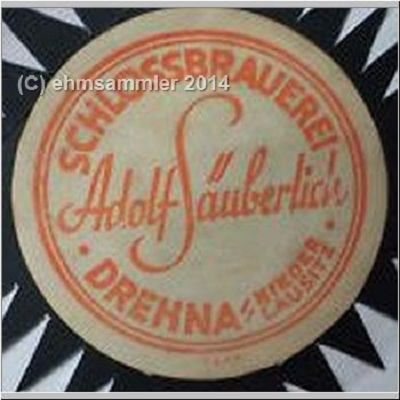 (C) ehmsammler 2014
SCHLOSSBRAUEREI
Adolf Säuberlich
DREHNA
NIEDER
LAUSITZ